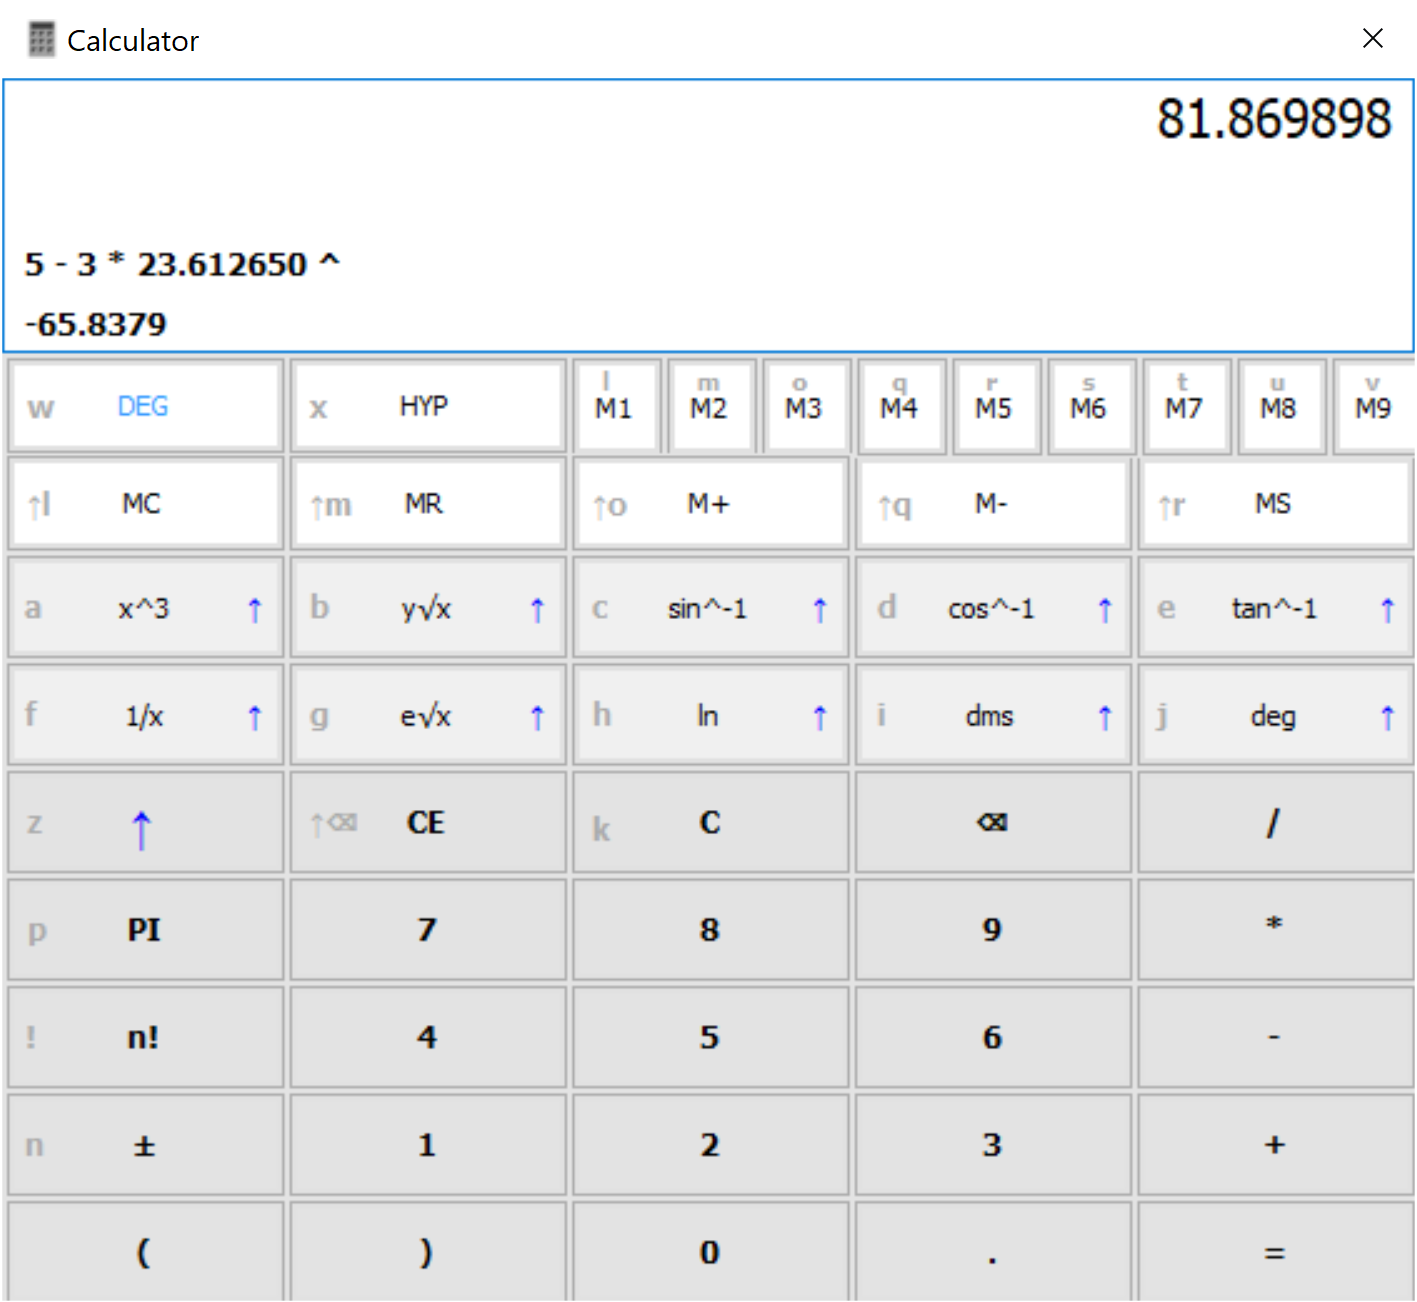 Calculator
81.869898
5 - 3 * 23.612650 ^
-65.8379
w DEG x HYP l M1 m M2 o M3 q M4 r M5 s M6 t M7 u M8 v M9
↑l MC ↑m MR ↑o M+ ↑q M- ↑r MS
a x^3 ↑ b y√x ↑ c sin^-1 ↑ d cos^-1 ↑ e tan^-1 ↑
f 1/x ↑ g e√x ↑ h ln ↑ i dms ↑ j deg ↑
z ↑ ↑⌫ CE k C ⌫ /
p PI 7 8 9 *
! n! 4 5 6 -
n ± 1 2 3 +
( ) 0 . =